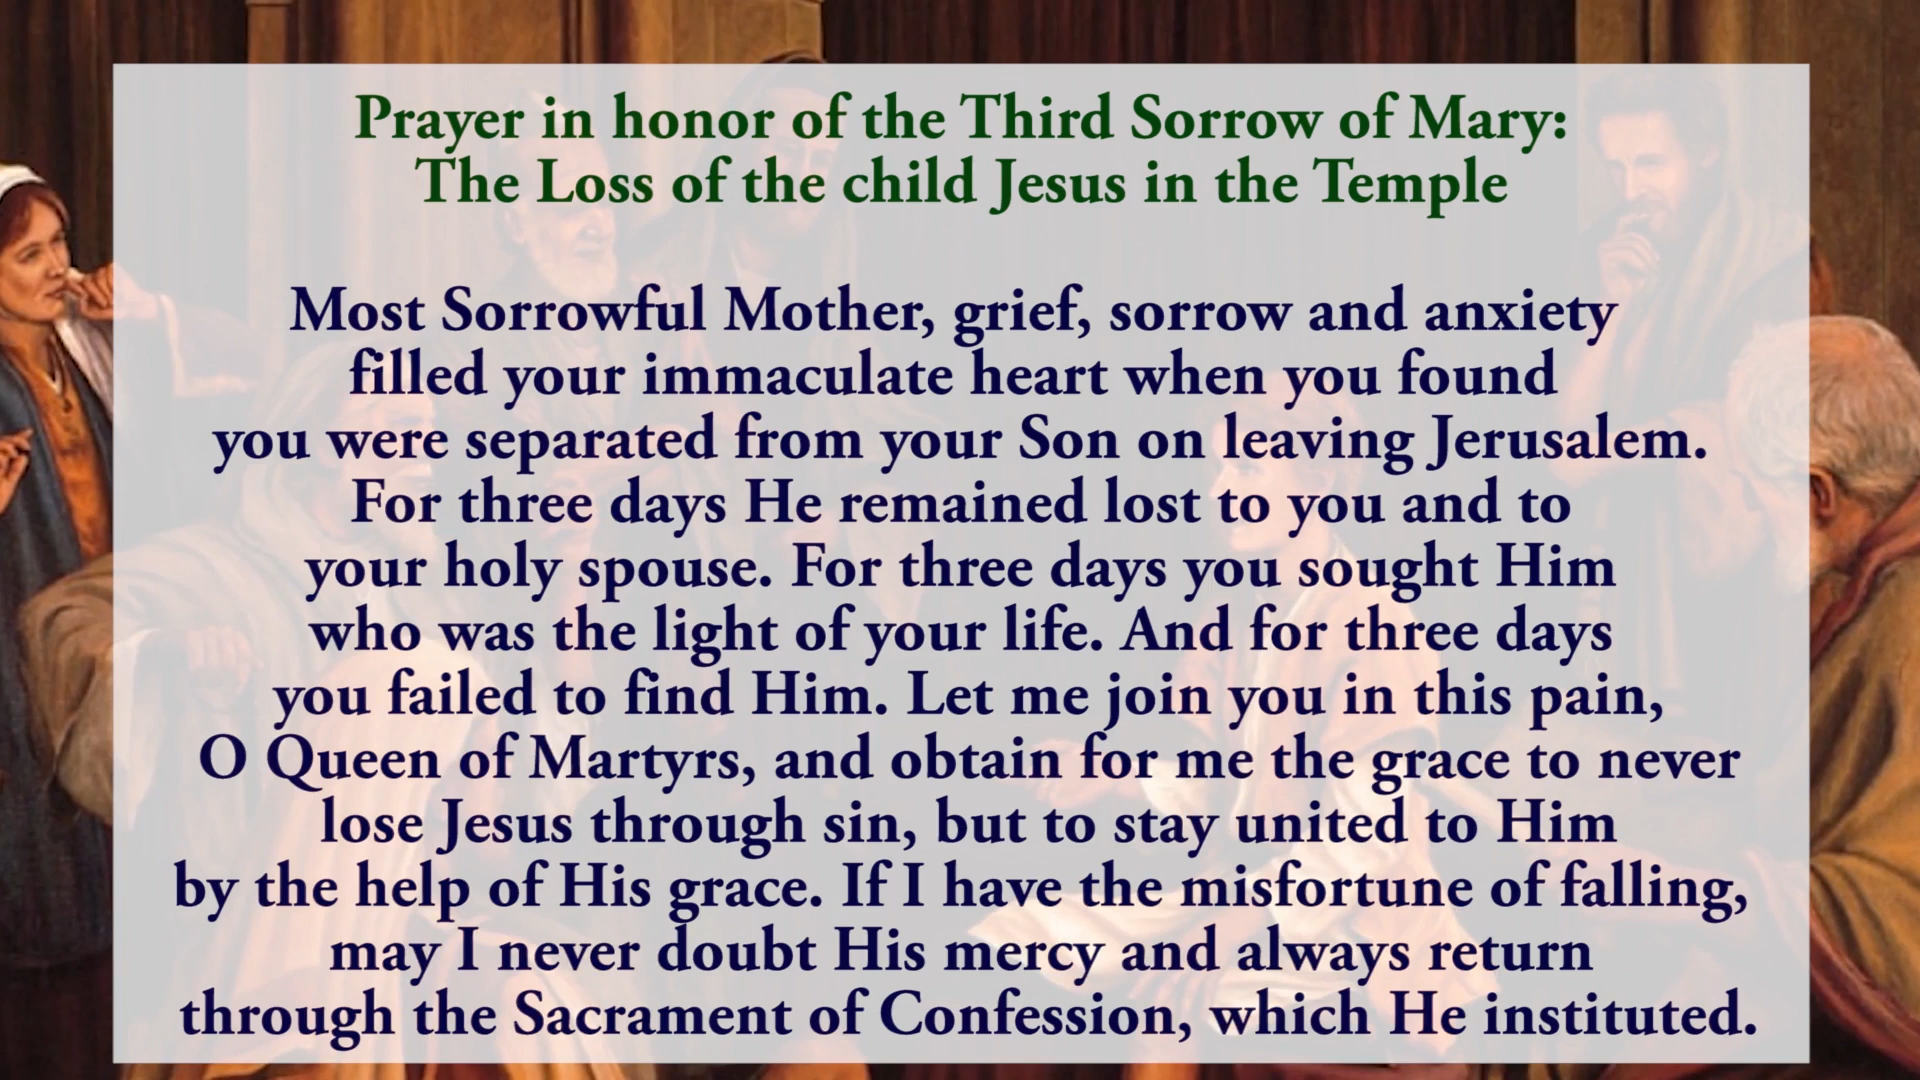 Prayer in honor of the Third Sorrow of Mary:
The Loss of the child Jesus in the Temple
Most Sorrowful Mother, grief, sorrow and anxiety
filled your immaculate heart when you found
you were separated from your Son on leaving Jerusalem.
For three days He remained lost to you and to
your holy spouse. For three days you sought Him
who was the light of your life. And for three days
you failed to find Him. Let me join you in this pain,
O Queen of Martyrs, and obtain for me the grace to never
lose Jesus through sin, but to stay united to Him
by the help of His grace. If I have the misfortune of falling,
may I never doubt His mercy and always return
through the Sacrament of Confession, which He instituted.